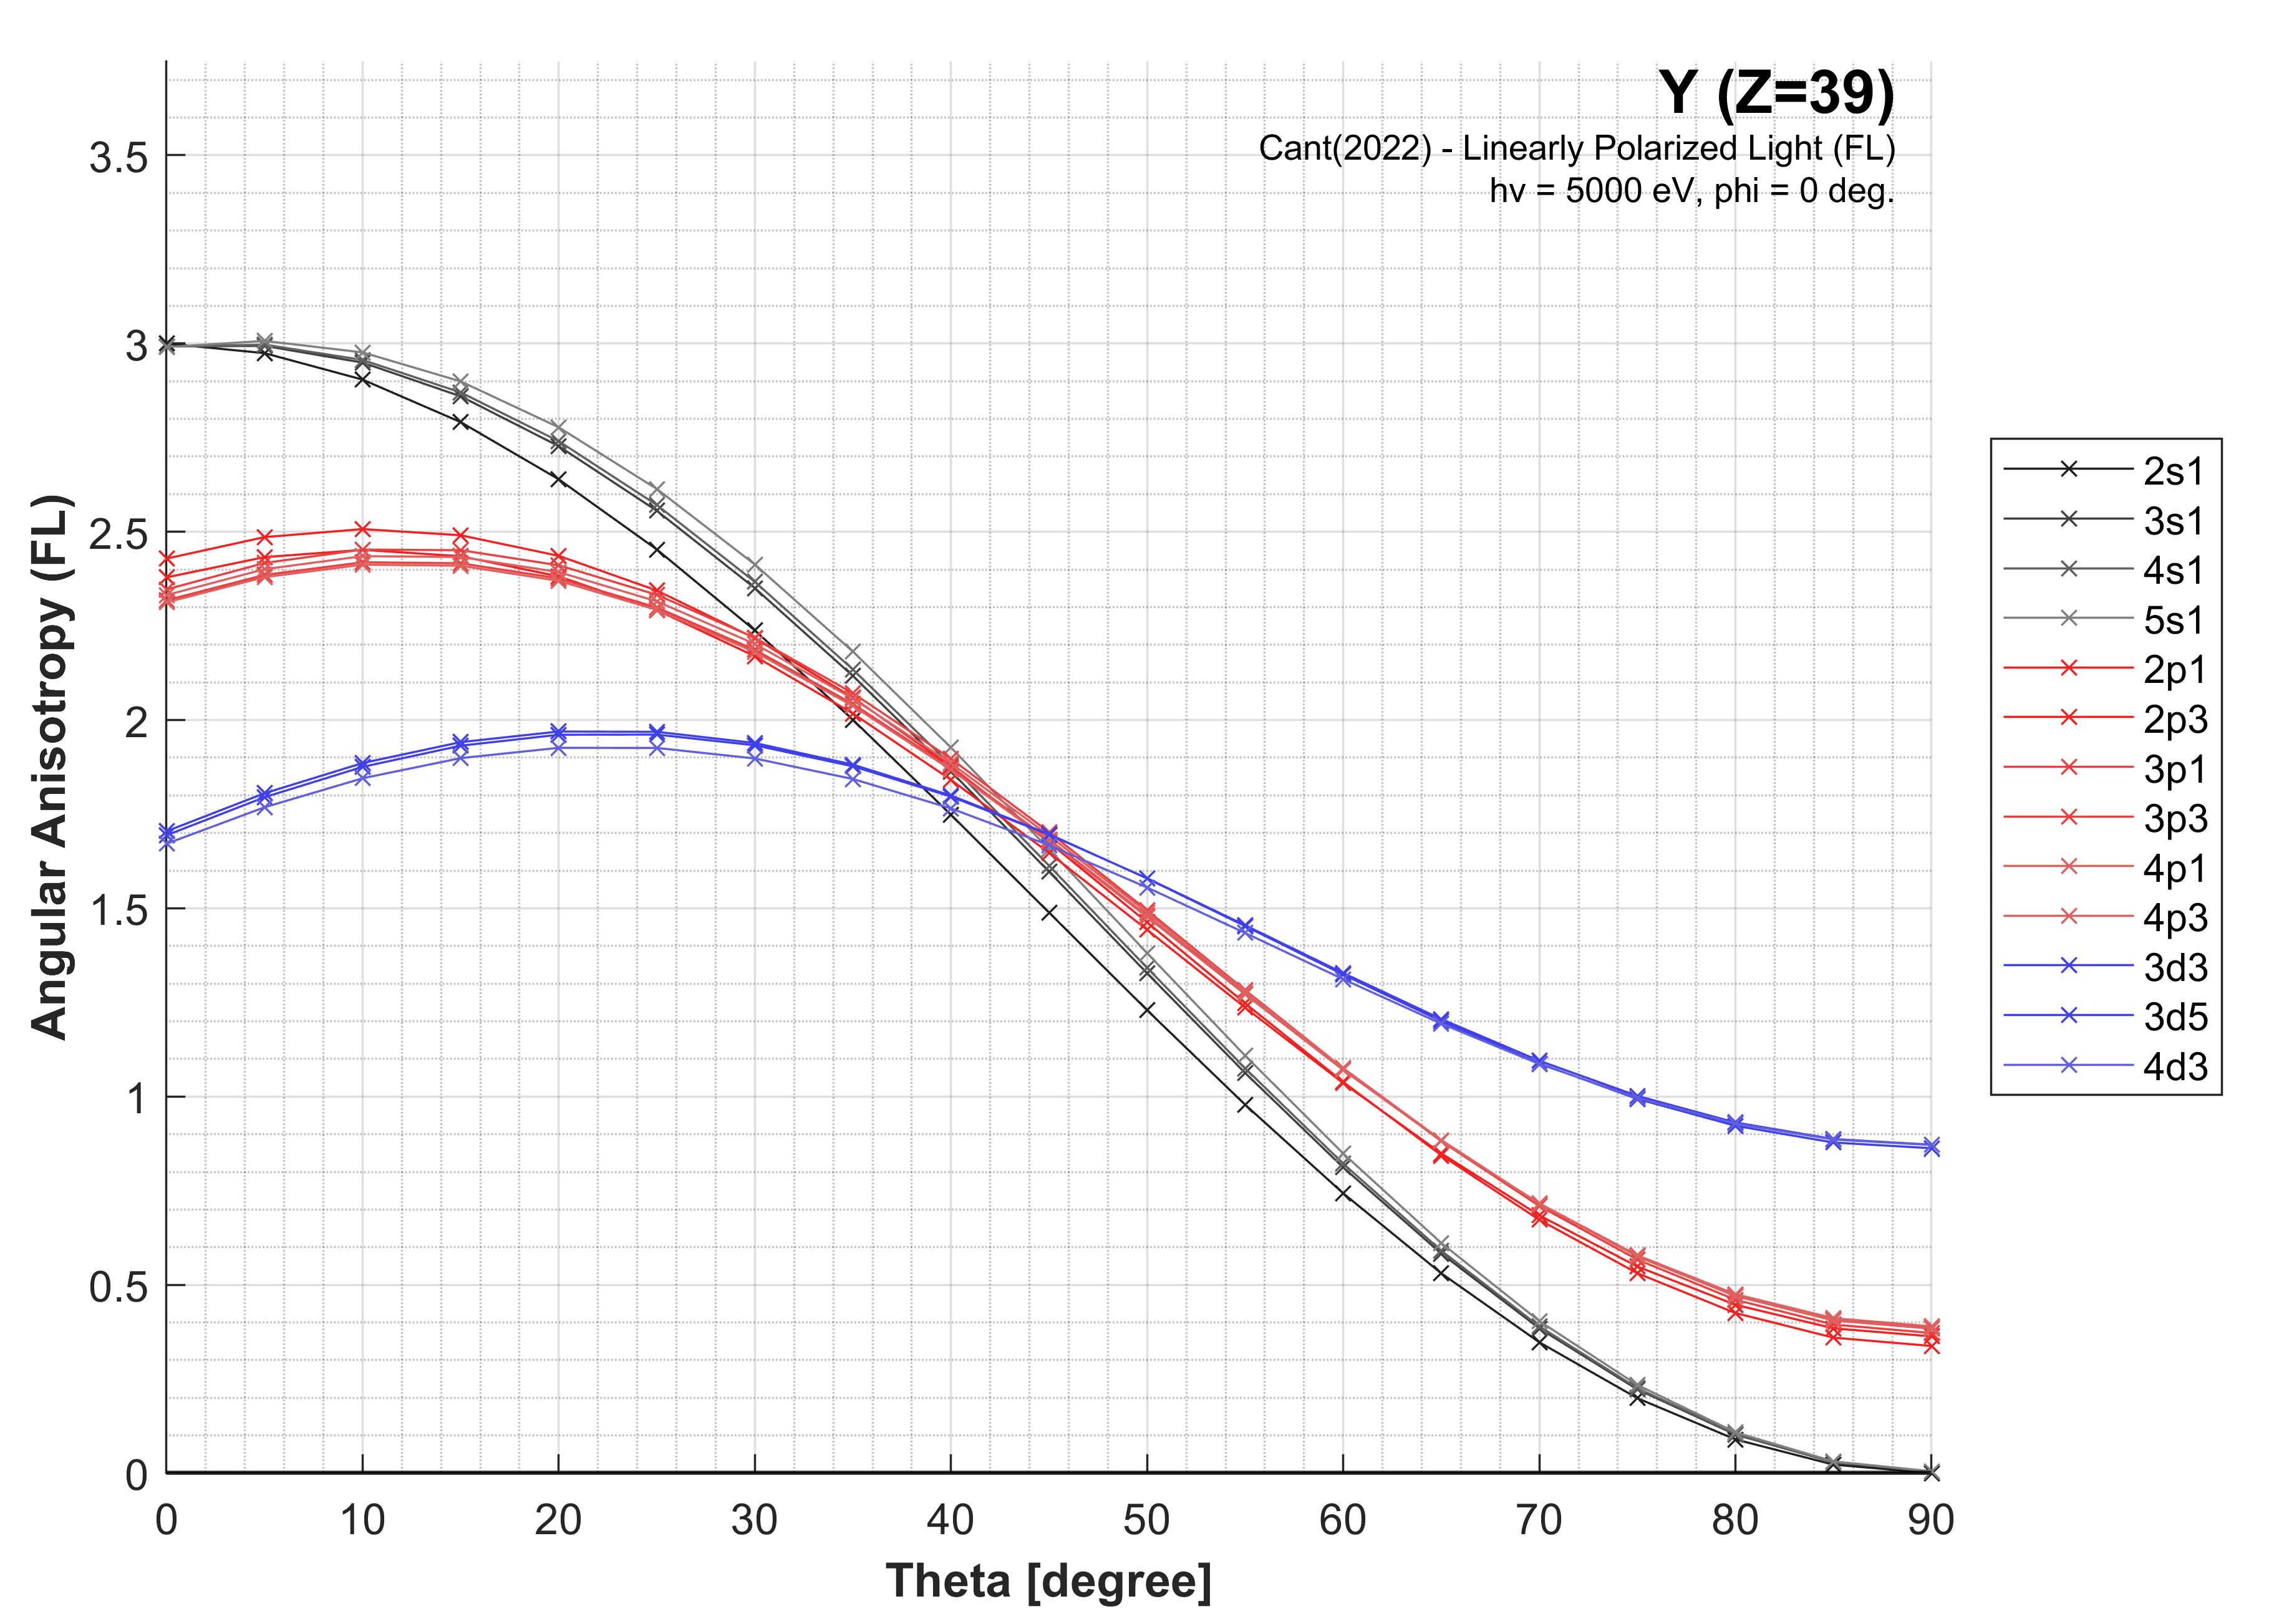 Y (Z=39)
Cant(2022) - Linearly Polarized Light (FL)
hv = 5000 eV, phi = 0 deg.
Angular Anisotropy (FL)
3.5
3
2.5
2
1.5
1
0.5
0
0 10 20 30 40 50 60 70 80 90
Theta [degree]
2s1
3s1
4s1
5s1
2p1
2p3
3p1
3p3
4p1
4p3
3d3
3d5
4d3